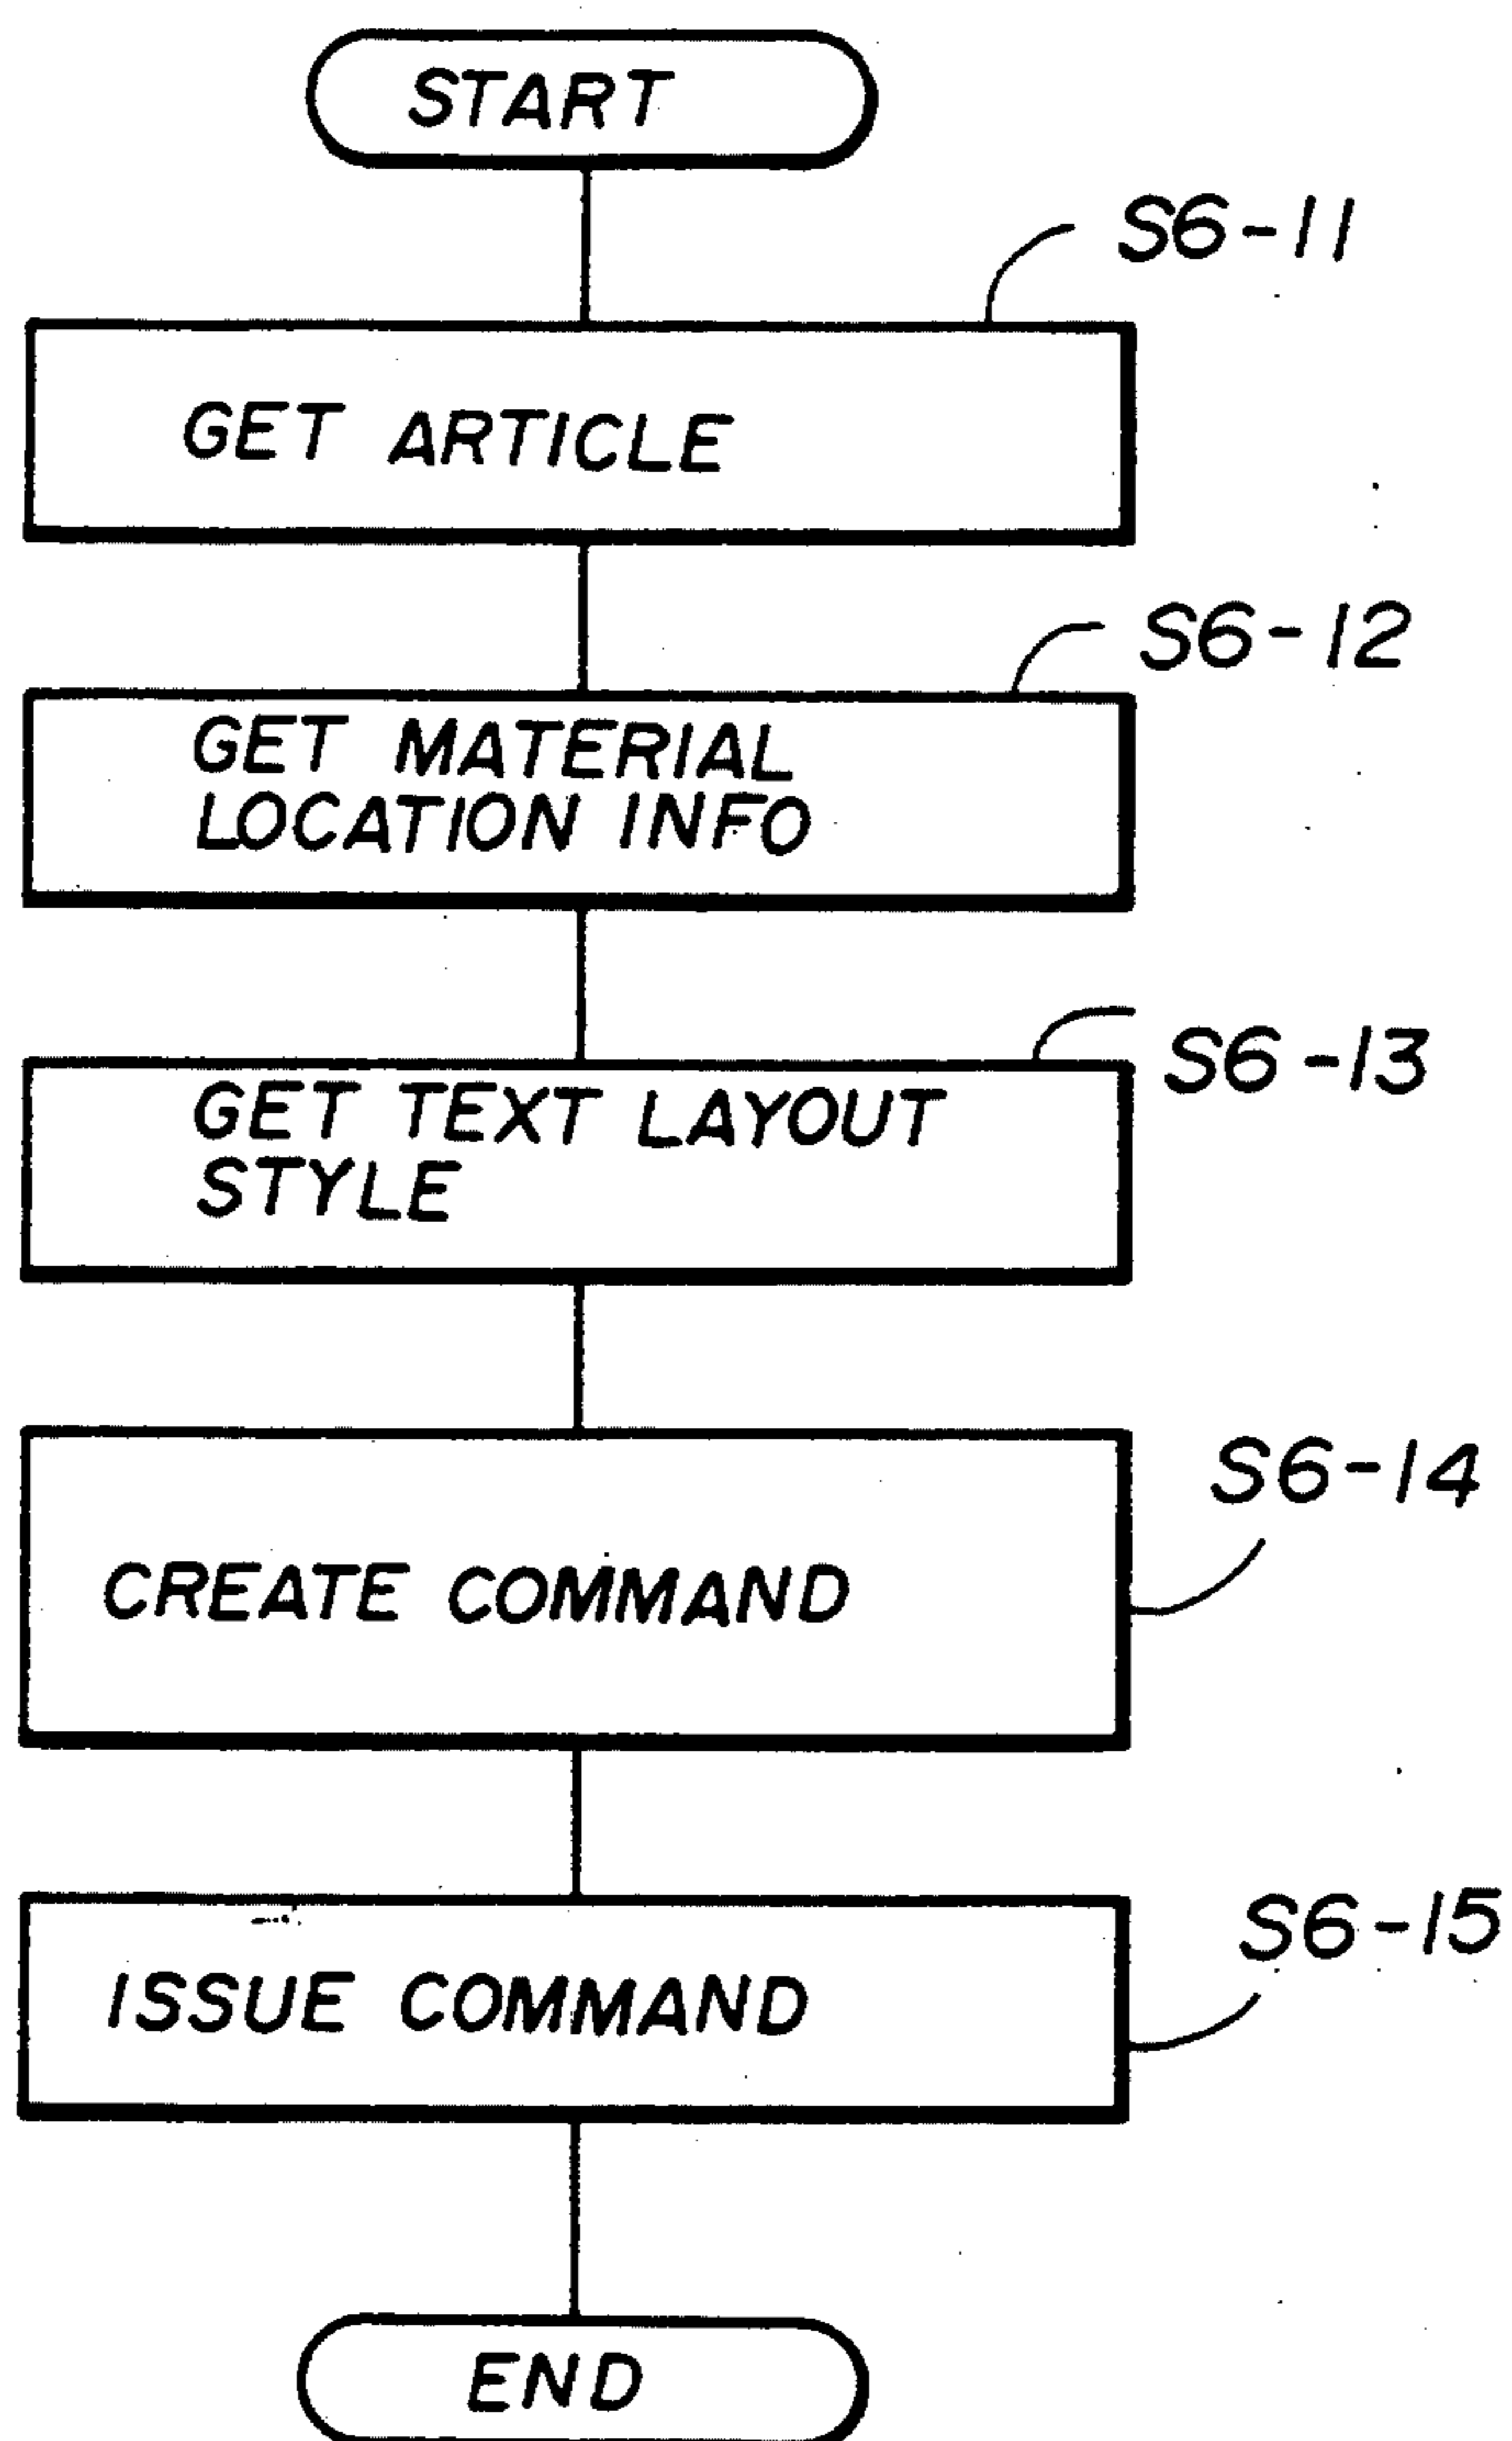 START
S6-11
GET ARTICLE
S6-12
GET MATERIAL
LOCATION INFO
S6-13
GET TEXT LAYOUT
STYLE
S6-14
CREATE COMMAND
S6-15
ISSUE COMMAND
END